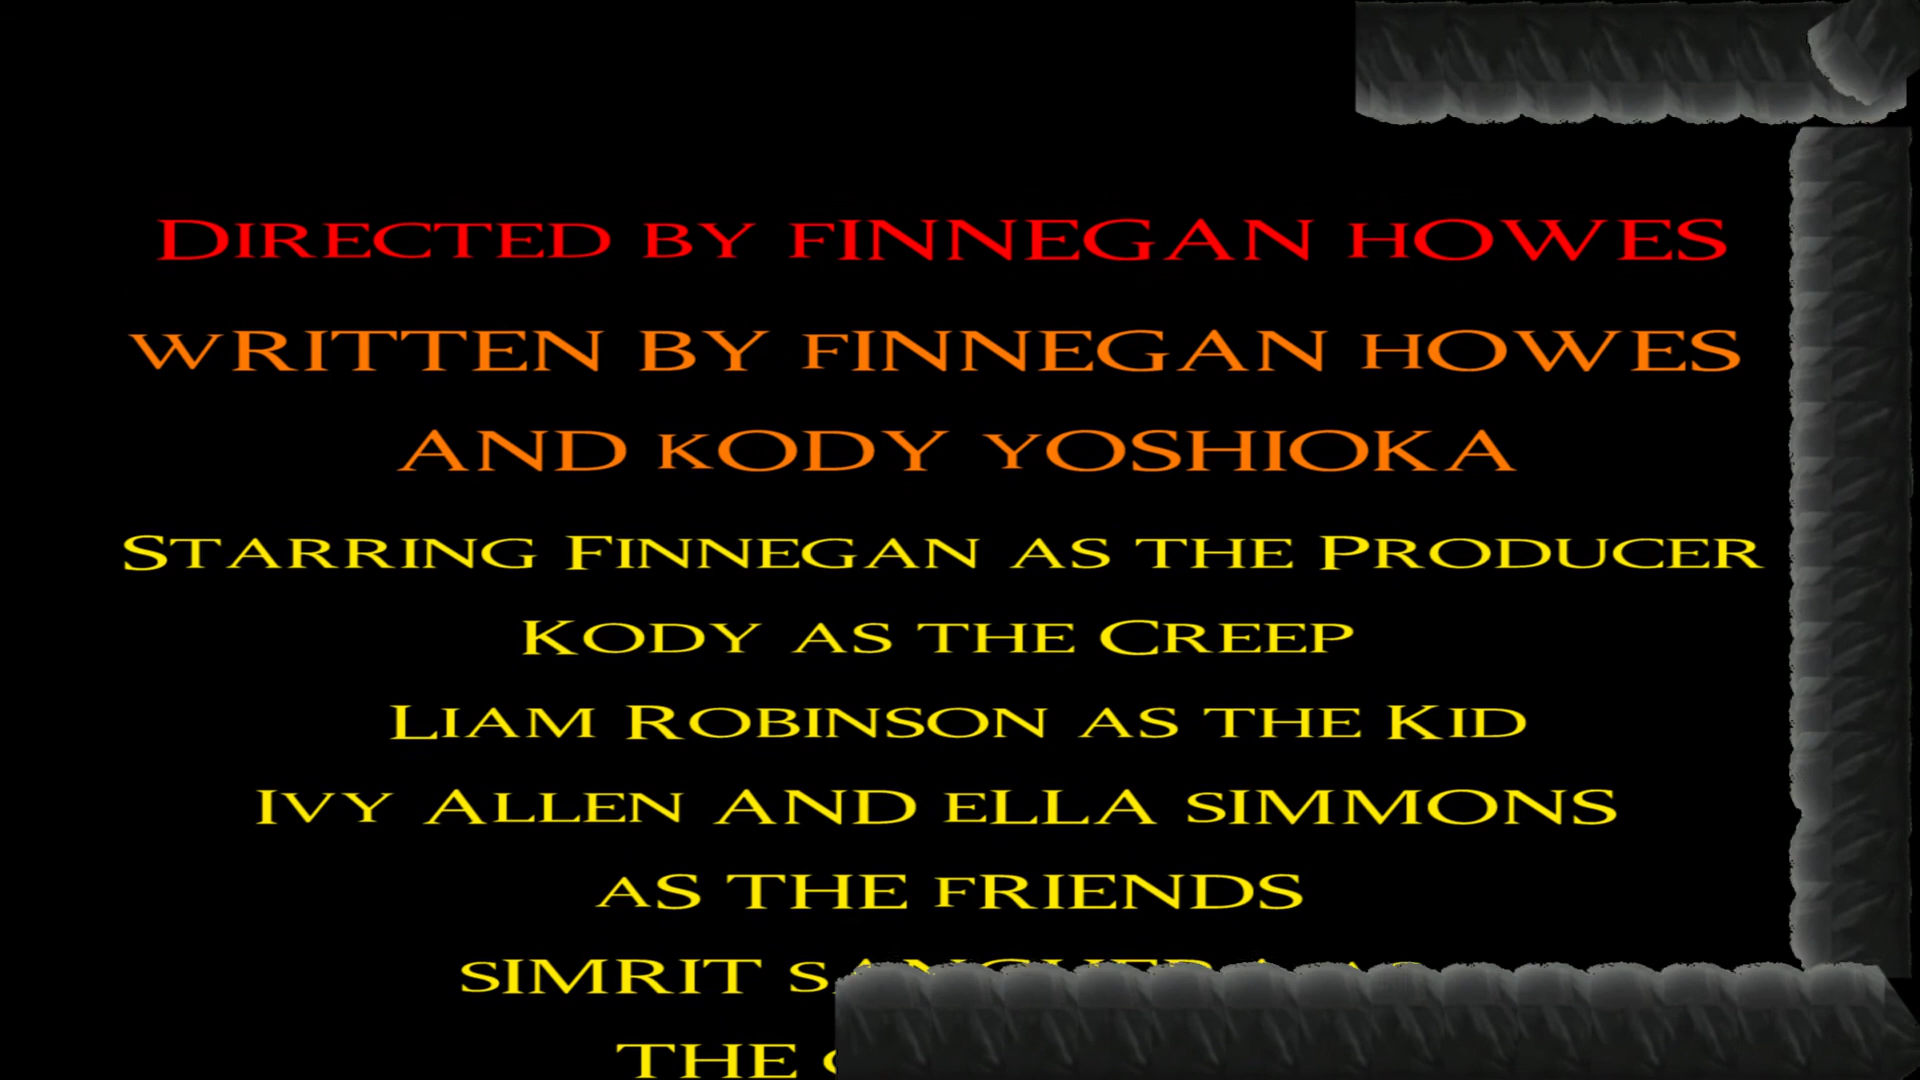 Directed by fINNEGAN hOWES
wRITTEN BY fINNEGAN hOWES
AND kODY yOSHIOKA
Starring Finnegan as the Producer
Kody as the Creep
Liam Robinson as the Kid
Ivy Allen AND eLLA sIMMONS
aS THE fRIENDS
sIMRIT
THE